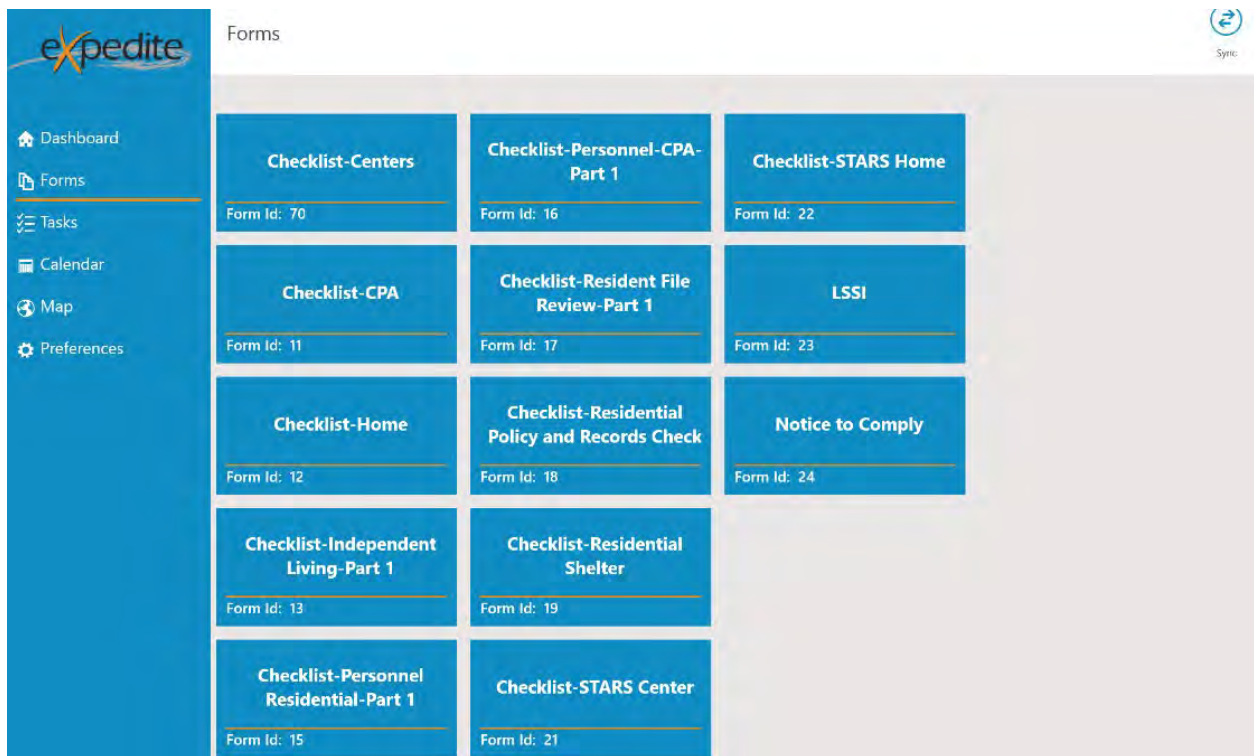 expedite
Forms
Sync
Dashboard
Forms
Tasks
Calendar
Map
Preferences
Checklist-Centers
Form Id: 70
Checklist-CPA
Form Id: 11
Checklist-Home
Form Id: 12
Checklist-Independent
Living-Part 1
Form Id: 13
Checklist-Personnel
Residential-Part 1
Form Id: 15
Checklist-Personnel-CPA-
Part 1
Form Id: 16
Checklist-Resident File
Review-Part 1
Form Id: 17
Checklist-Residential
Policy and Records Check
Form Id: 18
Checklist-Residential
Shelter
Form Id: 19
Checklist-STARS Center
Form Id: 21
Checklist-STARS Home
Form Id: 22
LSSI
Form Id: 23
Notice to Comply
Form Id: 24